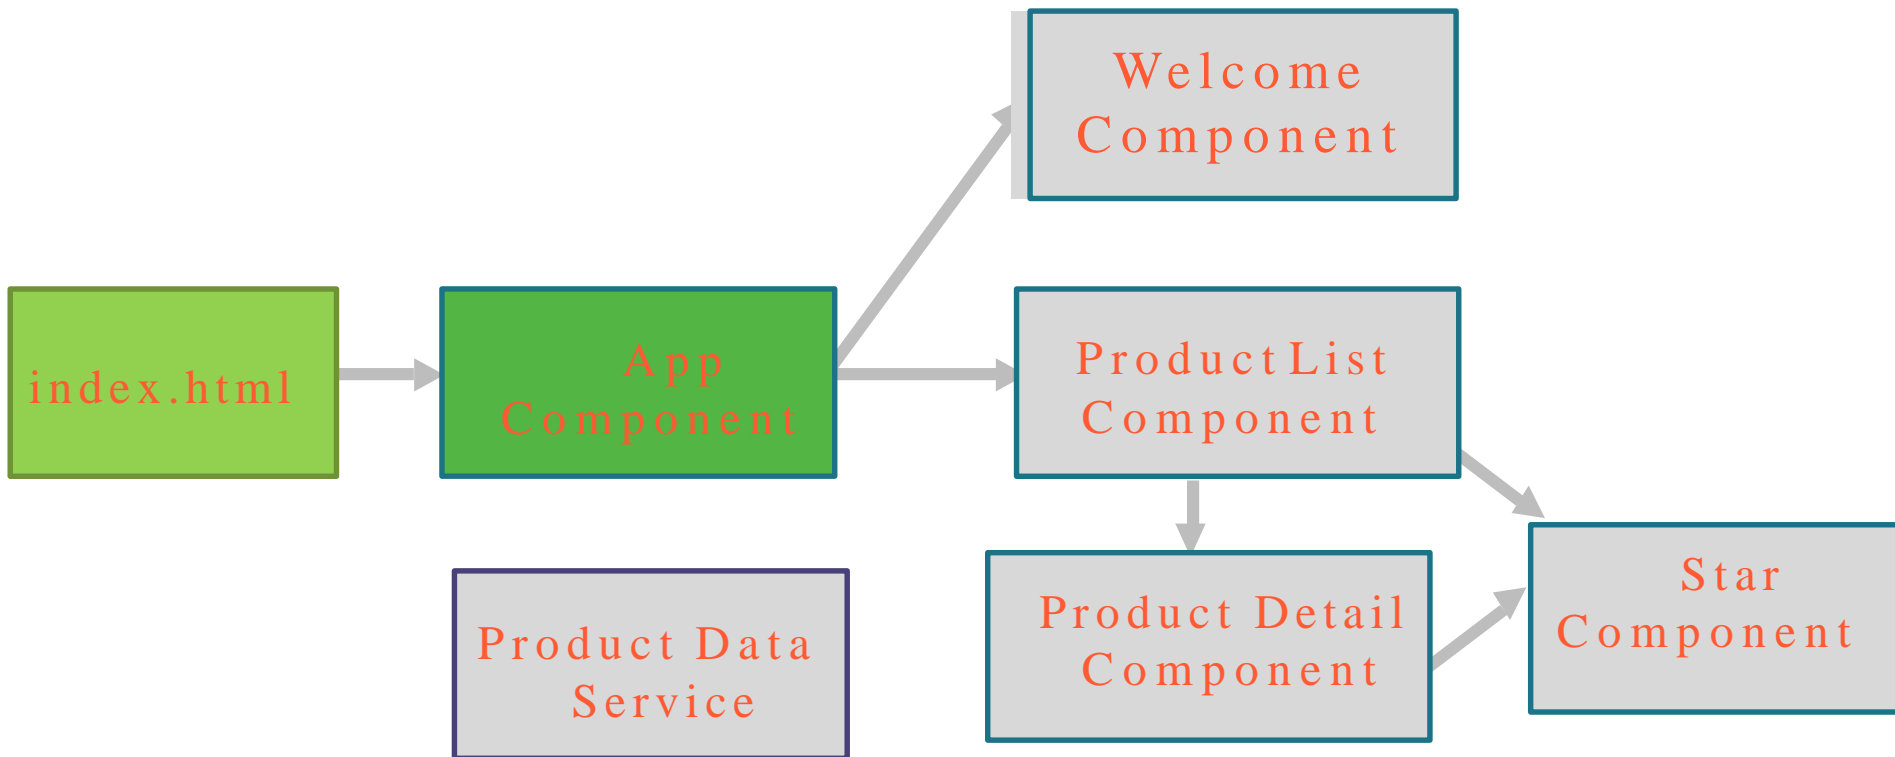 Welcome
Component
index.html
App
Component
Product List
Component
Product Data
Service
Product Detail
Component
Star
Component